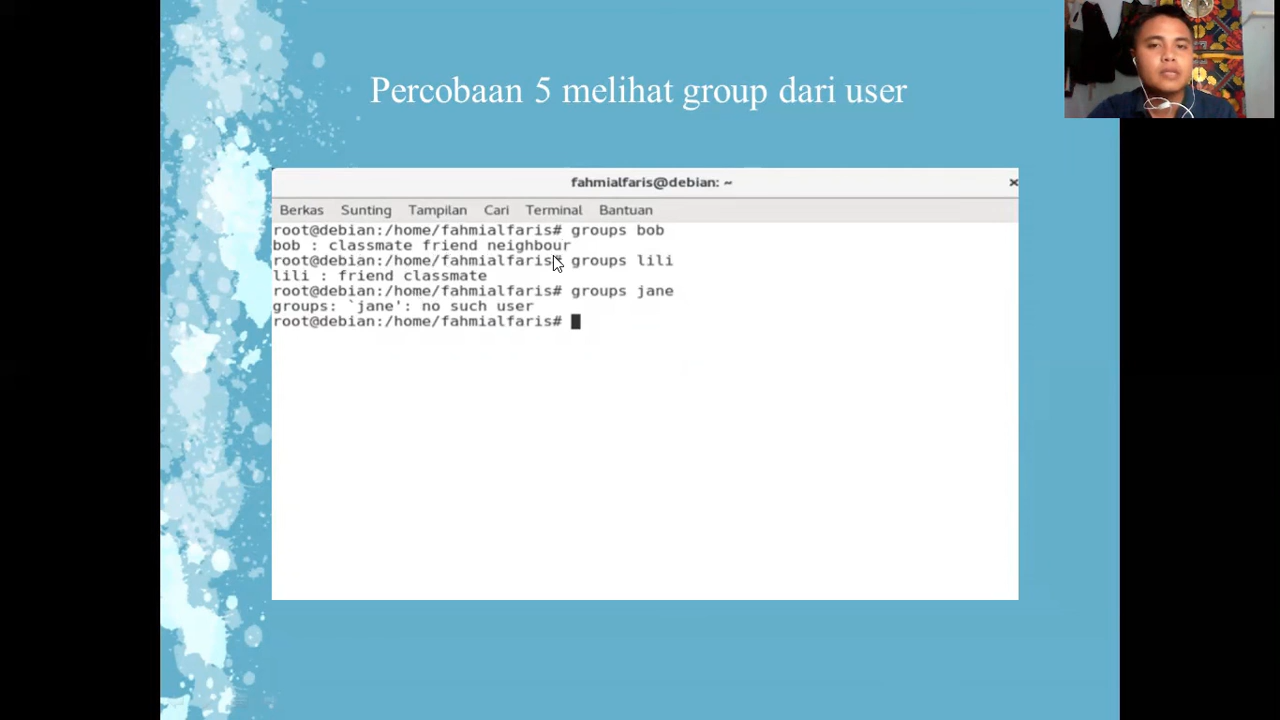 Percobaan 5 melihat group dari user
fahmialfaris@debian: ~
×
Berkas Sunting Tampilan Cari Terminal Bantuan
root@debian:/home/fahmialfaris# groups bob
bob : classmate friend neighbour
root@debian:/home/fahmialfaris# groups lili
lili : friend classmate
root@debian:/home/fahmialfaris# groups jane
groups: `jane': no such user
root@debian:/home/fahmialfaris#